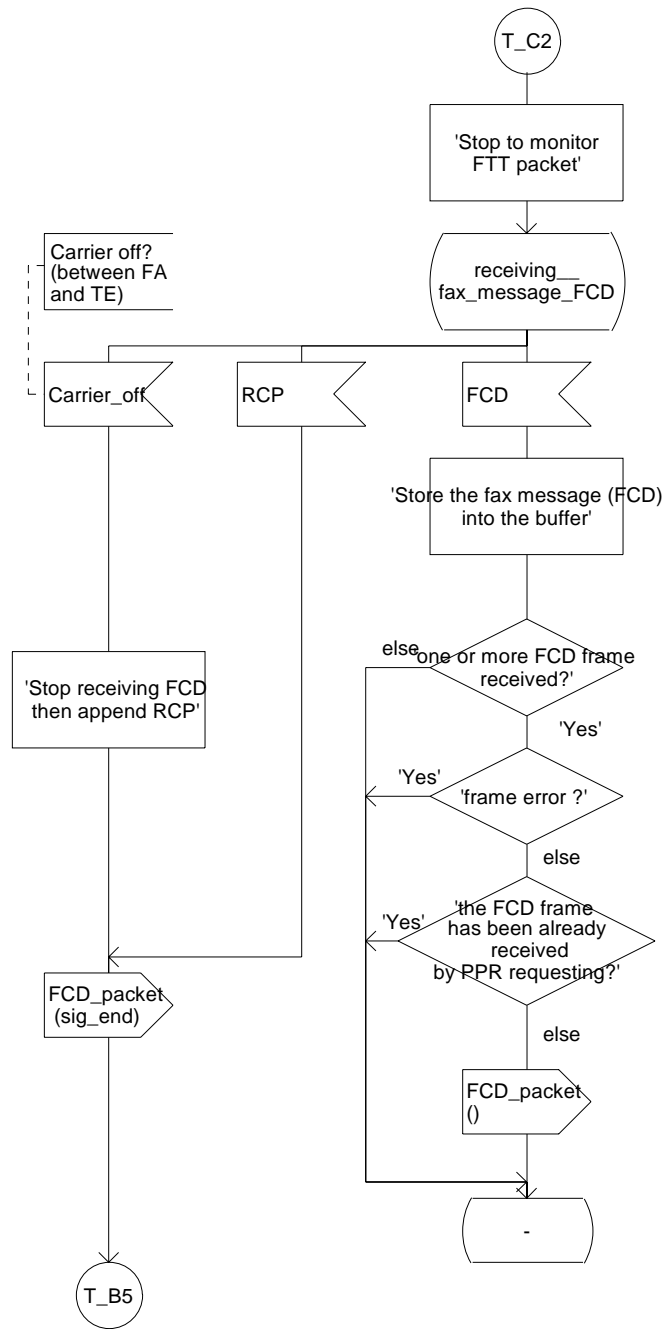 T_C2
'Stop to monitor
FTT packet'
Carrier off?
(between FA
and TE)
receiving__
fax_message_FCD
Carrier_off
RCP
FCD
'Store the fax message (FCD)
into the buffer'
else
'one or more FCD frame
received?'
'Yes'
'Stop receiving FCD
then append RCP'
'Yes'
'frame error ?'
else
'Yes'
'the FCD frame
has been already
received
by PPR requesting?'
FCD_packet
(sig_end)
else
FCD_packet
()
-
T_B5